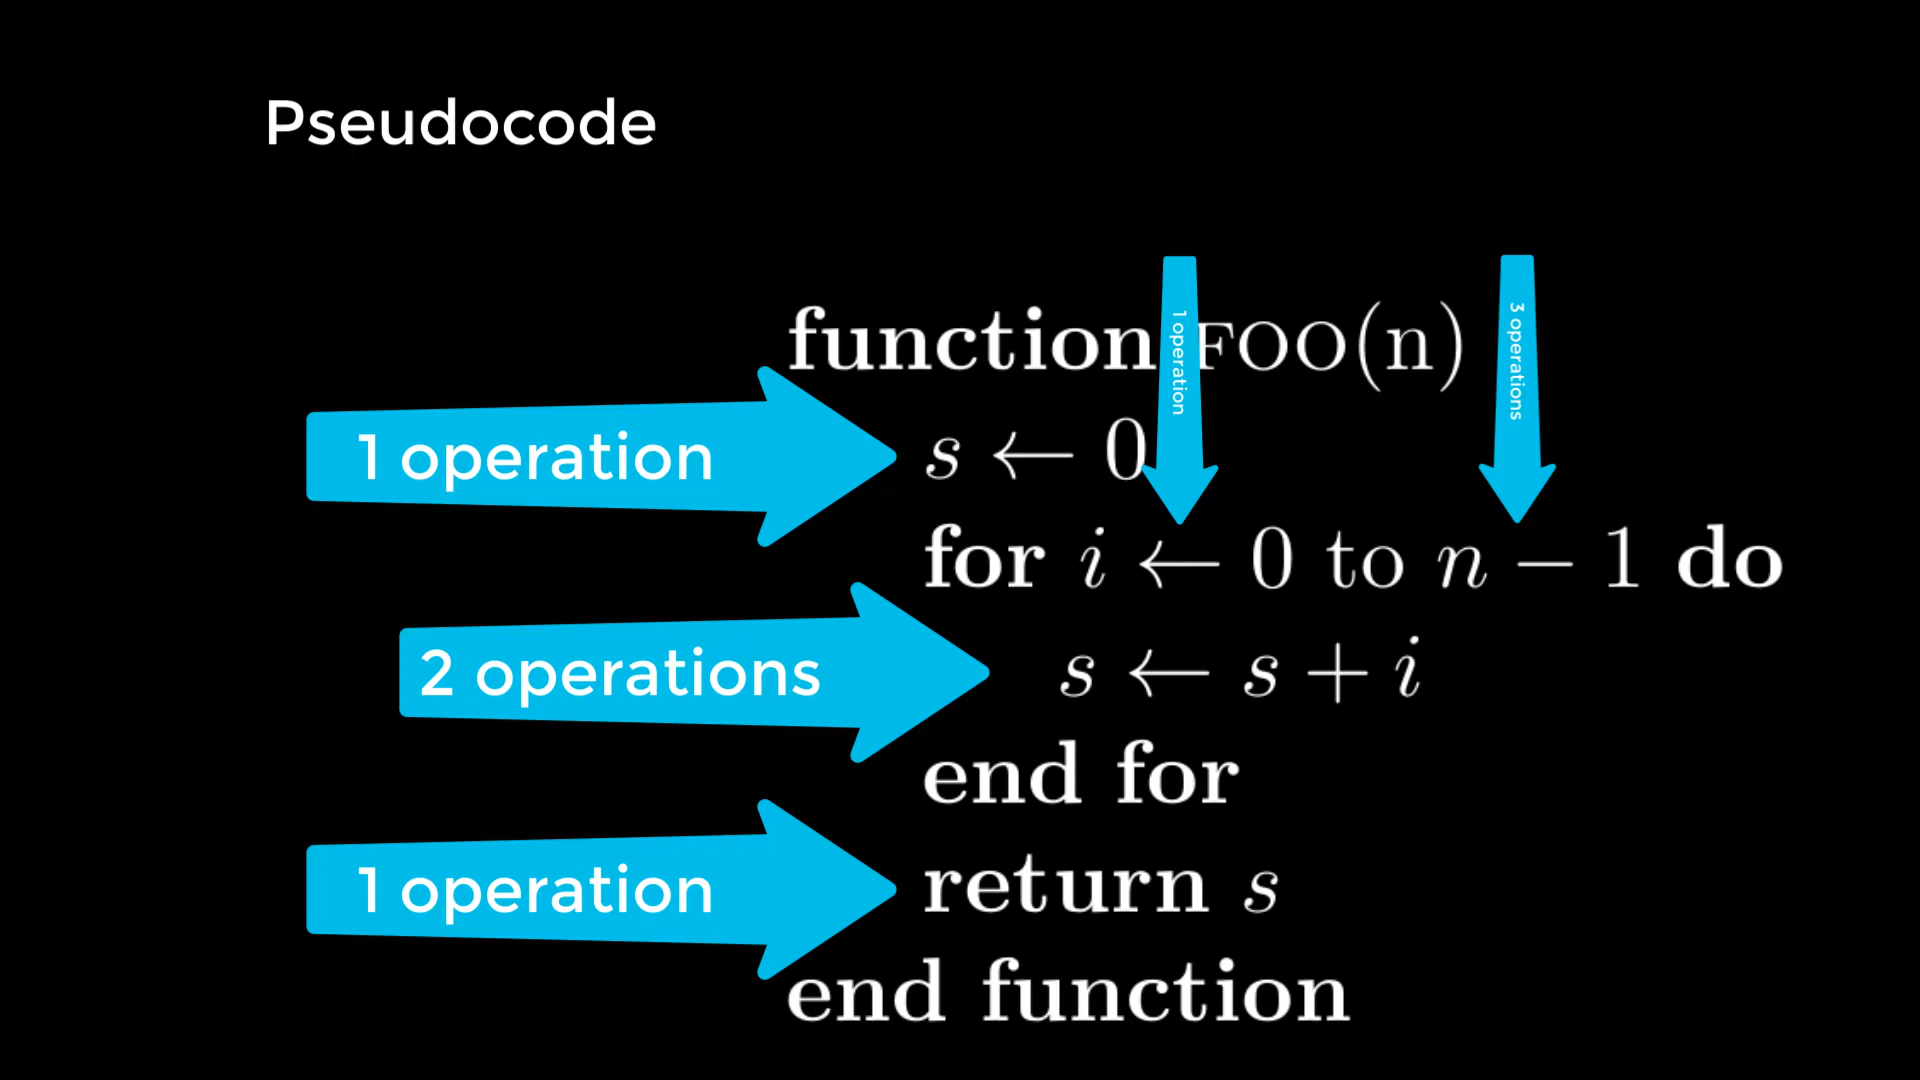 Pseudocode
1 operation
3 operations
function FOO(n)
1 operation
s ← 0
for i ← 0 to n − 1 do
2 operations
s ← s + i
end for
1 operation
return s
end function